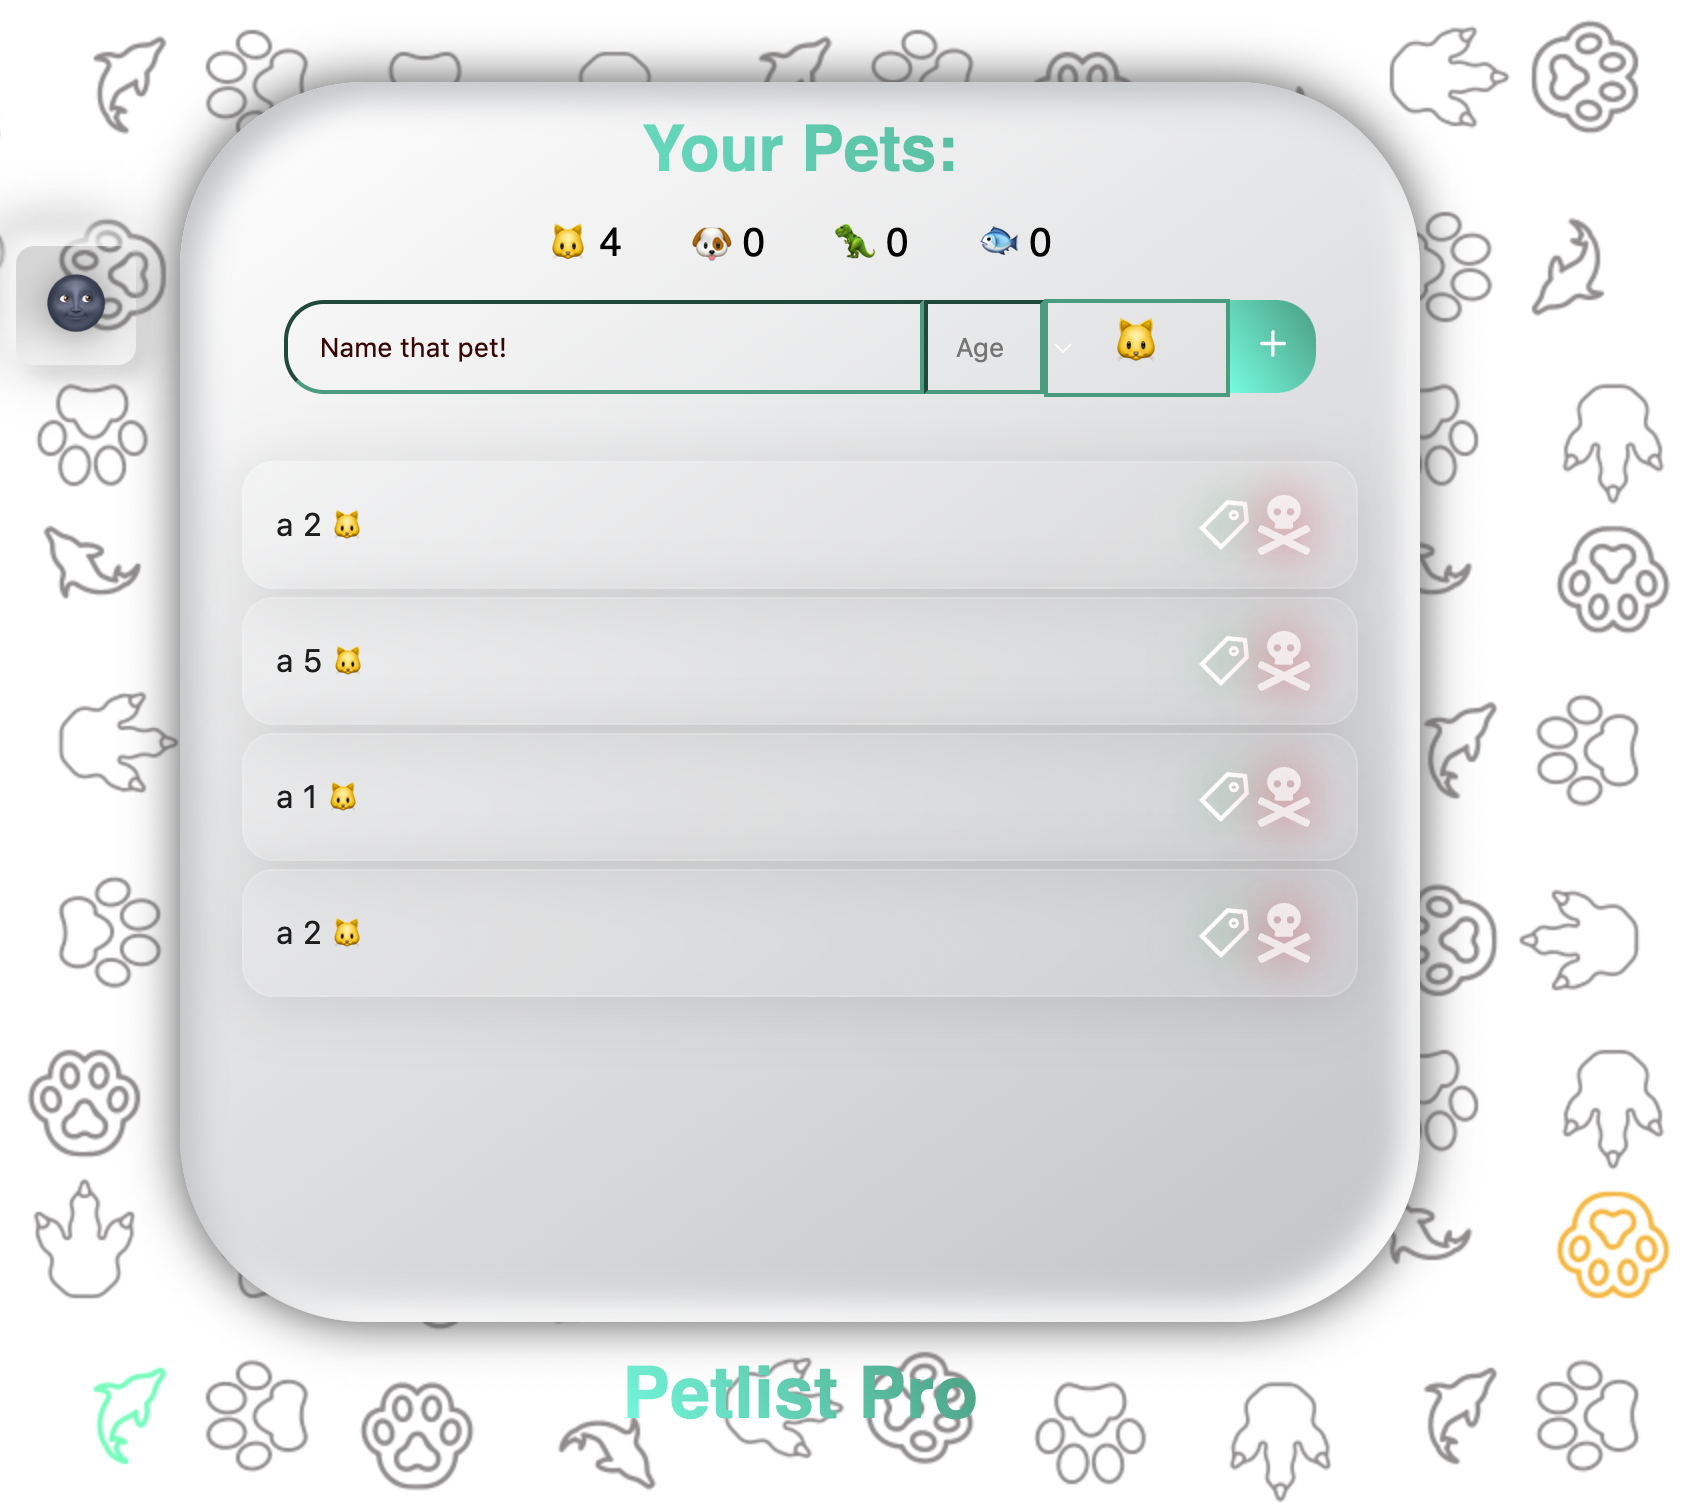 Your Pets:
🐱 4 🐶 0 🦖 0 🐟 0
Name that pet! Age 🐱 +
a 2 🐱
a 5 🐱
a 1 🐱
a 2 🐱
Petlist Pro